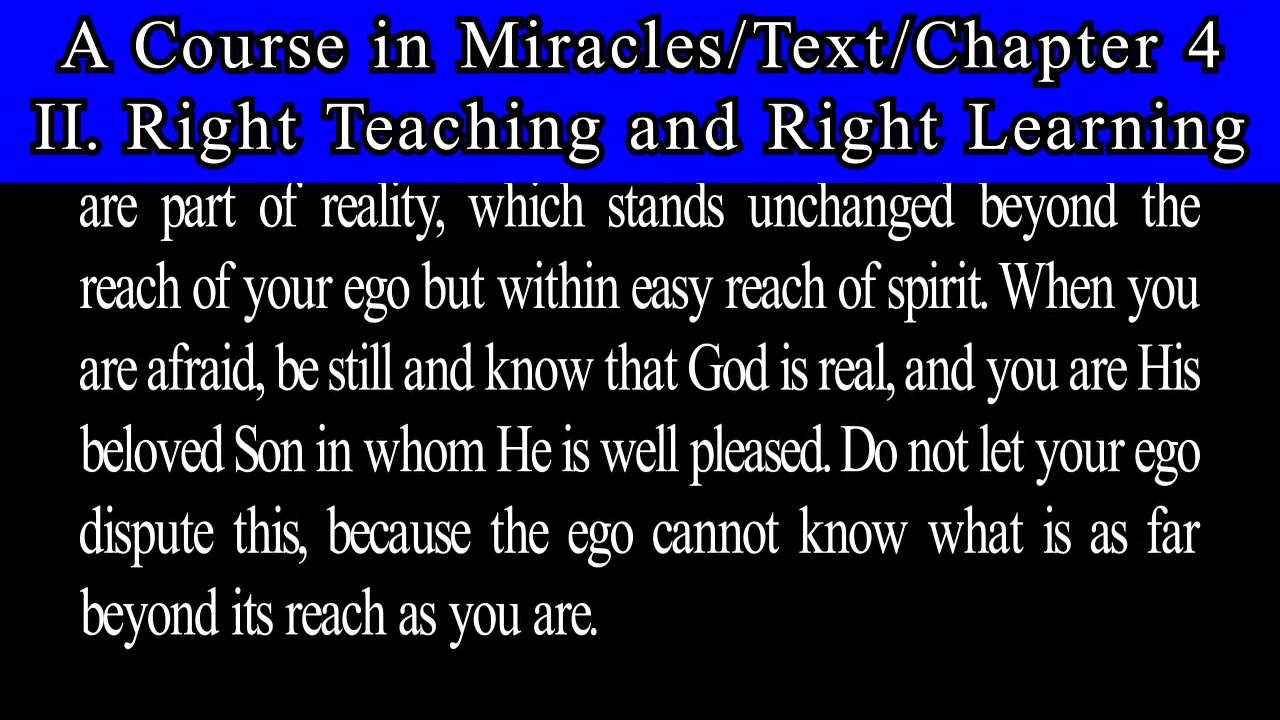 A Course in Miracles/Text/Chapter 4
II. Right Teaching and Right Learning
are part of reality, which stands unchanged beyond the
reach of your ego but within easy reach of spirit. When you
are afraid, be still and know that God is real, and you are His
beloved Son in whom He is well pleased. Do not let your ego
dispute this, because the ego cannot know what is as far
beyond its reach as you are.